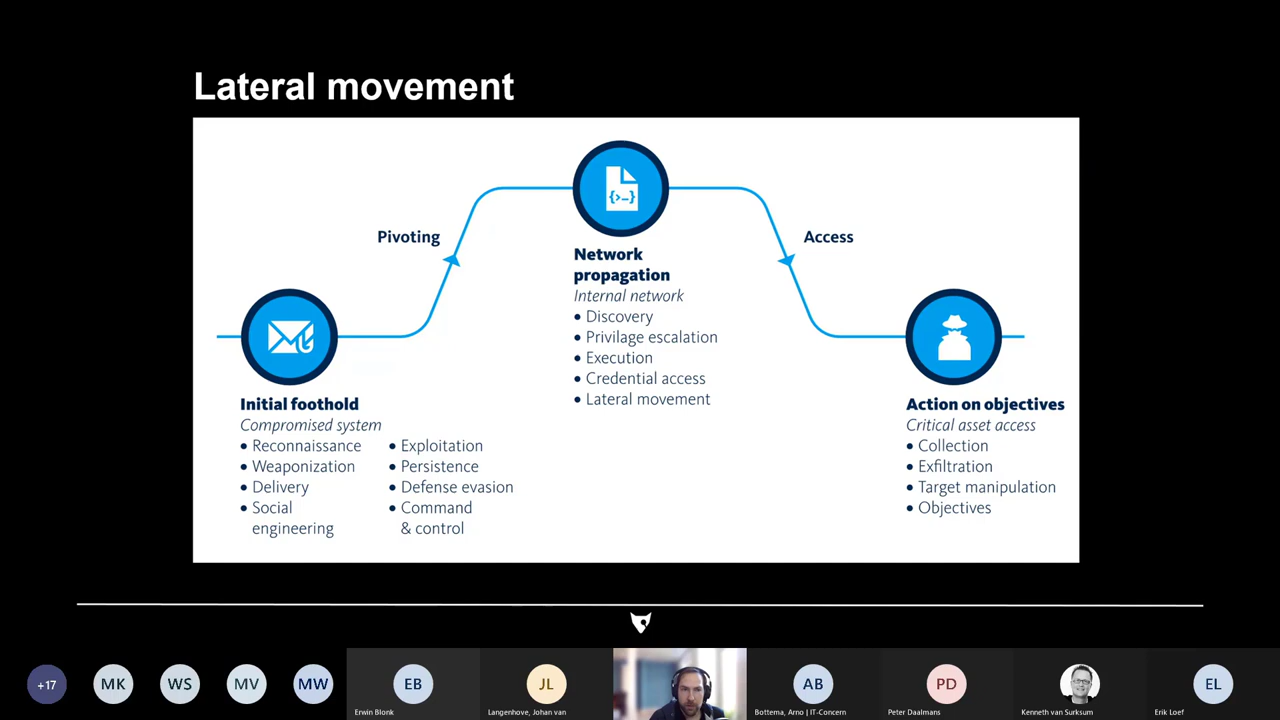 Lateral movement
Pivoting
Access
Network
propagation
Internal network
• Discovery
• Privilage escalation
• Execution
• Credential access
• Lateral movement
{>_}
Initial foothold
Compromised system
• Reconnaissance
• Weaponization
• Delivery
• Social
engineering
• Exploitation
• Persistence
• Defense evasion
• Command
& control
Action on objectives
Critical asset access
• Collection
• Exfiltration
• Target manipulation
• Objectives
+17
MK
WS
MV
MW
EB
Erwin Blonk
JL
Langenhove, Johan van
AB
Bottema, Arno | IT-Concern
PD
Peter Daalmans
Kenneth van Surksum
EL
Erik Loef